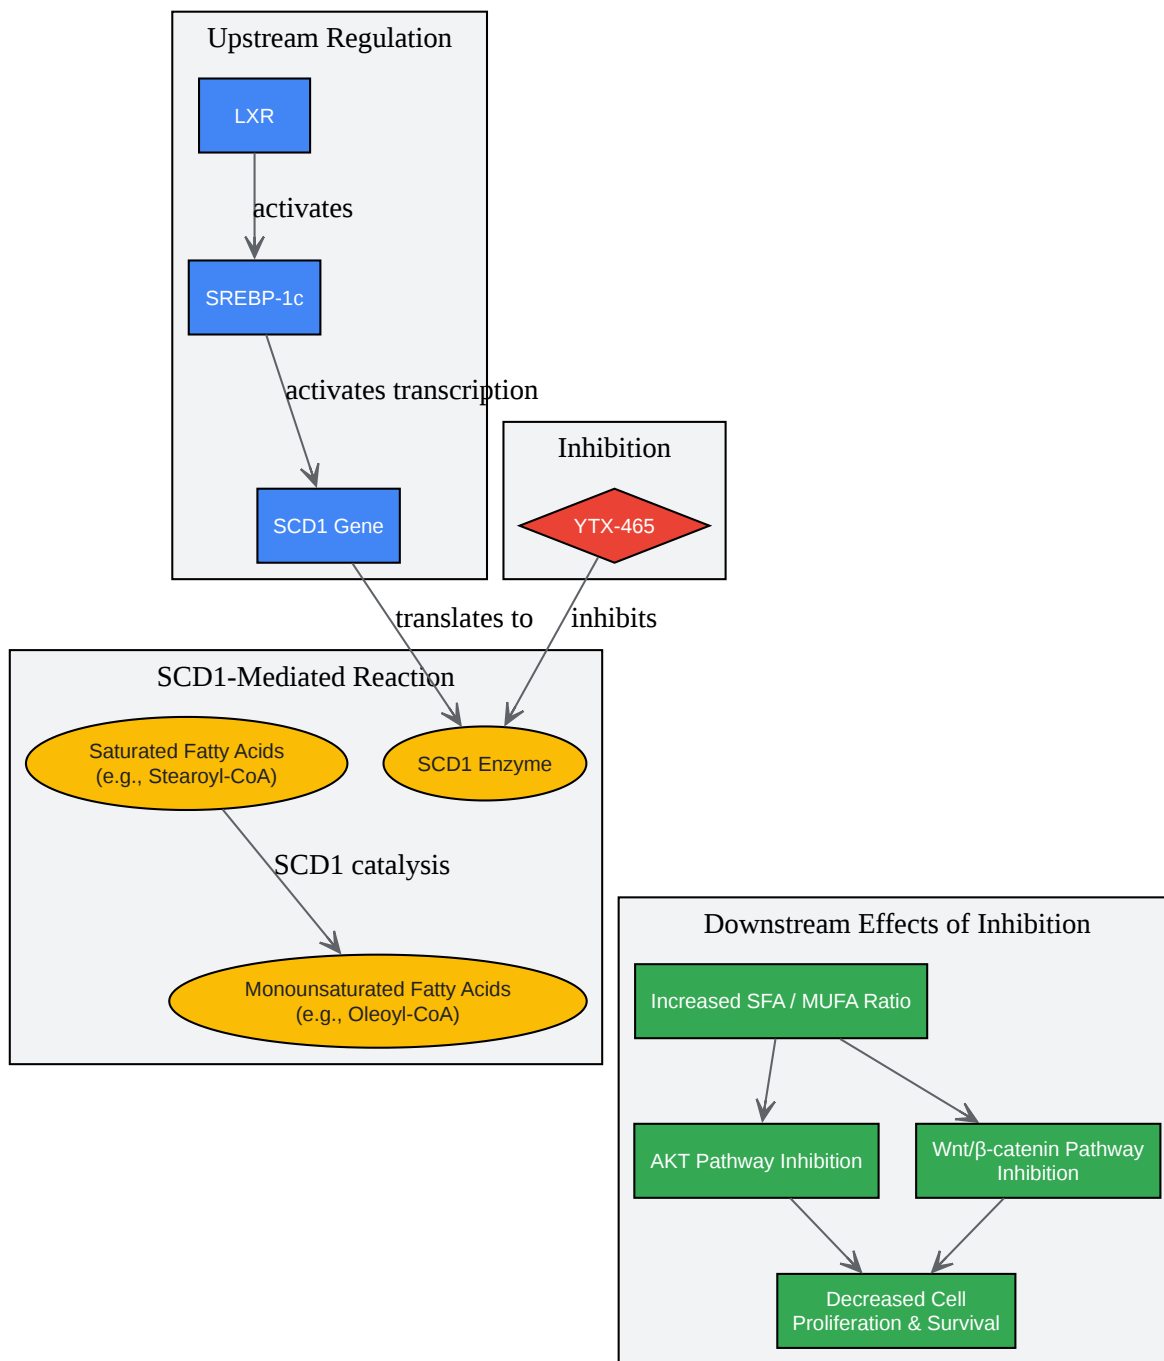 Upstream Regulation
LXR
activates
SREBP-1c
activates transcription
SCD1 Gene
Inhibition
YTX-465
translates to
inhibits
SCD1-Mediated Reaction
Saturated Fatty Acids
(e.g., Stearoyl-CoA)
SCD1 Enzyme
SCD1 catalysis
Monounsaturated Fatty Acids
(e.g., Oleoyl-CoA)
Downstream Effects of Inhibition
Increased SFA / MUFA Ratio
AKT Pathway Inhibition
Wnt/β-catenin Pathway
Inhibition
Decreased Cell
Proliferation & Survival